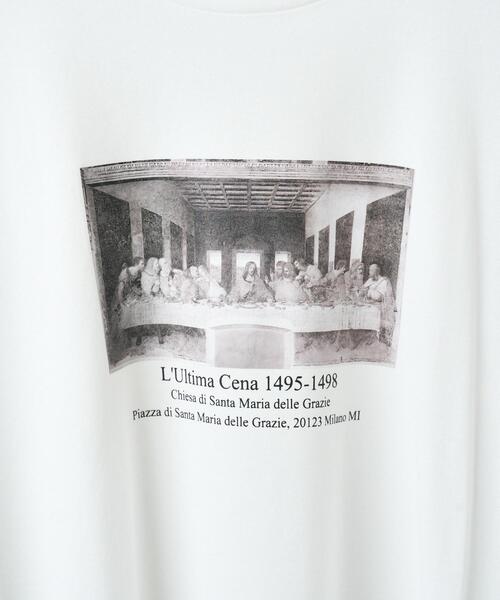 L'Ultima Cena 1495-1498
Chiesa di Santa Maria delle Grazie
Piazza di Santa Maria delle Grazie, 20123 Milano MI